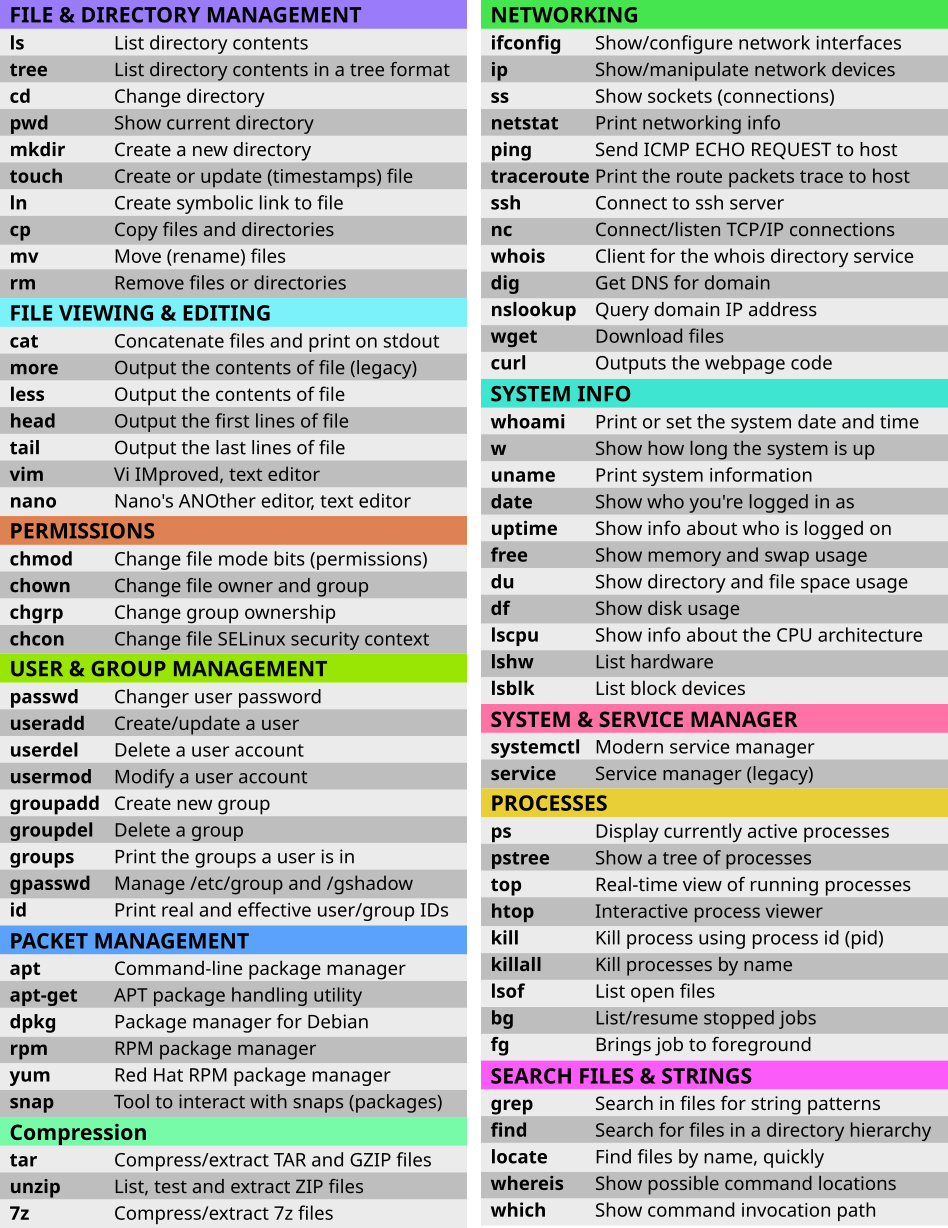 FILE & DIRECTORY MANAGEMENT
ls List directory contents
tree List directory contents in a tree format
cd Change directory
pwd Show current directory
mkdir Create a new directory
touch Create or update (timestamps) file
ln Create symbolic link to file
cp Copy files and directories
mv Move (rename) files
rm Remove files or directories
FILE VIEWING & EDITING
cat Concatenate files and print on stdout
more Output the contents of file (legacy)
less Output the contents of file
head Output the first lines of file
tail Output the last lines of file
vim Vi IMproved, text editor
nano Nano's ANOther editor, text editor
PERMISSIONS
chmod Change file mode bits (permissions)
chown Change file owner and group
chgrp Change group ownership
chcon Change file SELinux security context
USER & GROUP MANAGEMENT
passwd Changer user password
useradd Create/update a user
userdel Delete a user account
usermod Modify a user account
groupadd Create new group
groupdel Delete a group
groups Print the groups a user is in
gpasswd Manage /etc/group and /gshadow
id Print real and effective user/group IDs
PACKET MANAGEMENT
apt Command-line package manager
apt-get APT package handling utility
dpkg Package manager for Debian
rpm RPM package manager
yum Red Hat RPM package manager
snap Tool to interact with snaps (packages)
Compression
tar Compress/extract TAR and GZIP files
unzip List, test and extract ZIP files
7z Compress/extract 7z files
NETWORKING
ifconfig Show/configure network interfaces
ip Show/manipulate network devices
ss Show sockets (connections)
netstat Print networking info
ping Send ICMP ECHO REQUEST to host
traceroute Print the route packets trace to host
ssh Connect to ssh server
nc Connect/listen TCP/IP connections
whois Client for the whois directory service
dig Get DNS for domain
nslookup Query domain IP address
wget Download files
curl Outputs the webpage code
SYSTEM INFO
whoami Print or set the system date and time
w Show how long the system is up
uname Print system information
date Show who you're logged in as
uptime Show info about who is logged on
free Show memory and swap usage
du Show directory and file space usage
df Show disk usage
lscpu Show info about the CPU architecture
lshw List hardware
lsblk List block devices
SYSTEM & SERVICE MANAGER
systemctl Modern service manager
service Service manager (legacy)
PROCESSES
ps Display currently active processes
pstree Show a tree of processes
top Real-time view of running processes
htop Interactive process viewer
kill Kill process using process id (pid)
killall Kill processes by name
lsof List open files
bg List/resume stopped jobs
fg Brings job to foreground
SEARCH FILES & STRINGS
grep Search in files for string patterns
find Search for files in a directory hierarchy
locate Find files by name, quickly
whereis Show possible command locations
which Show command invocation path